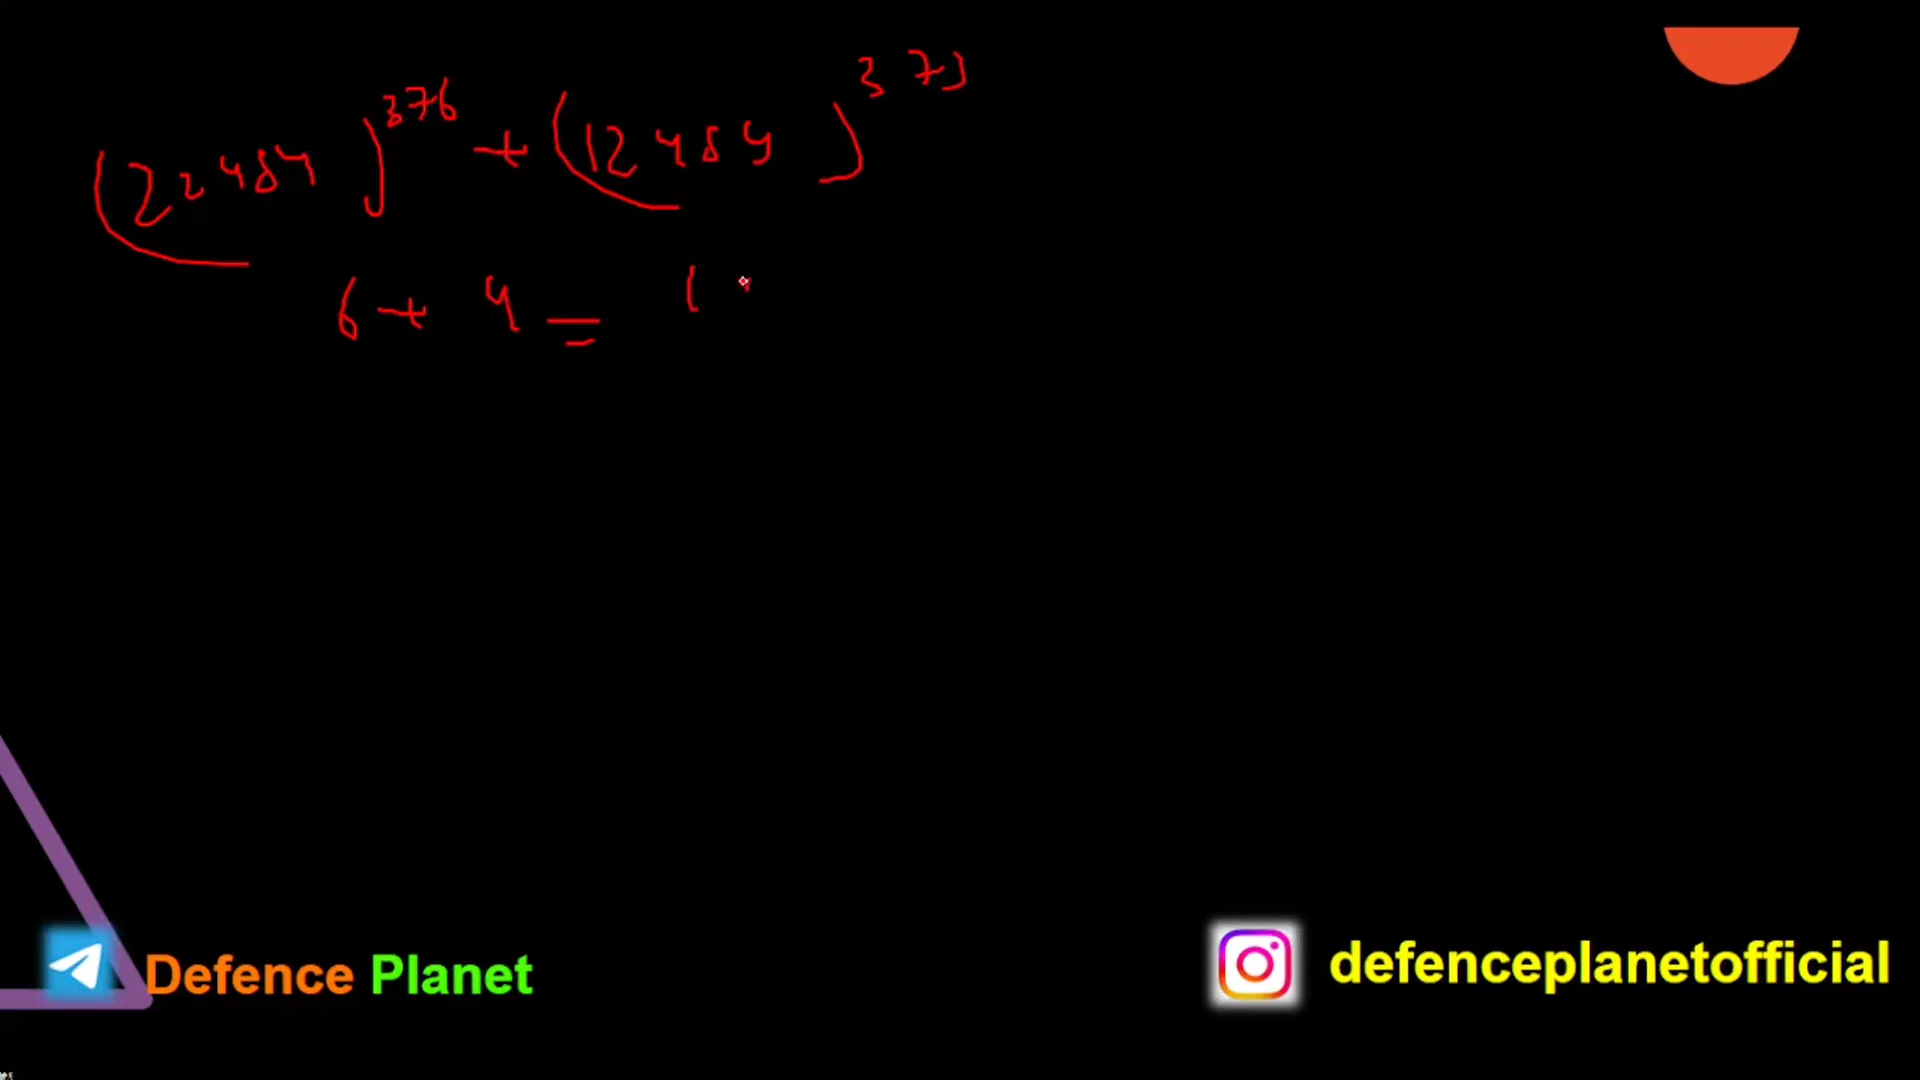 (22484)^376 + (12484)^373
6 + 4 = 1
Defence Planet
defenceplanetofficial